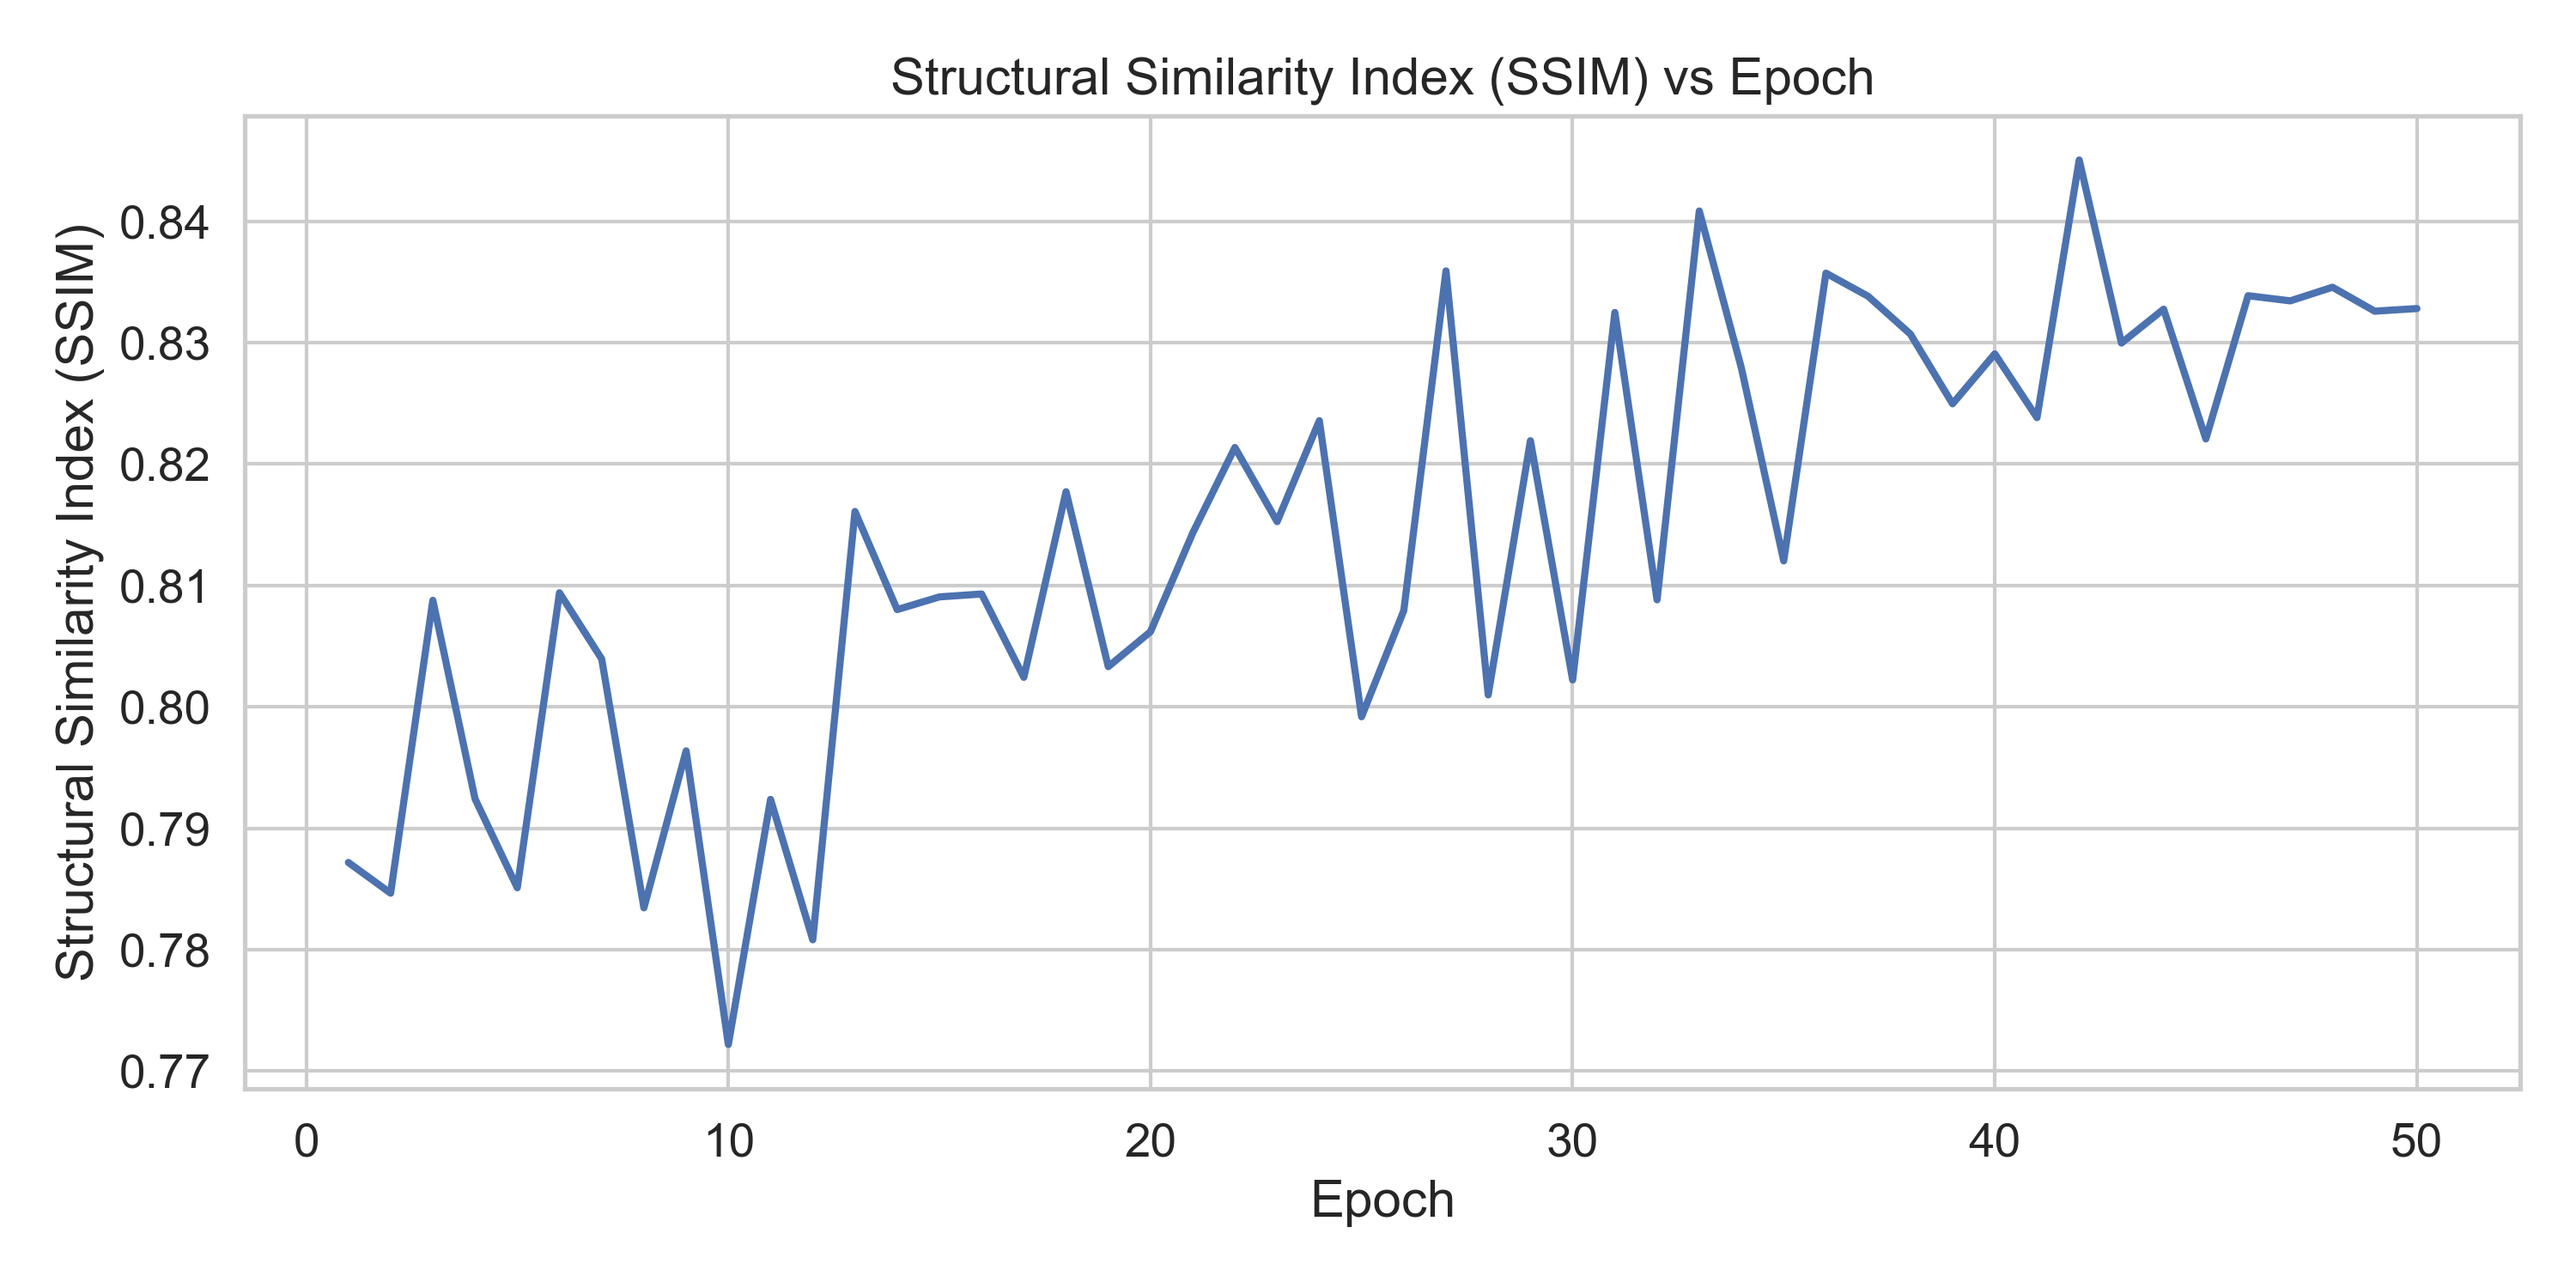 Structural Similarity Index (SSIM) vs Epoch
Structural Similarity Index (SSIM)
0.84
0.83
0.82
0.81
0.80
0.79
0.78
0.77
0 10 20 30 40 50
Epoch